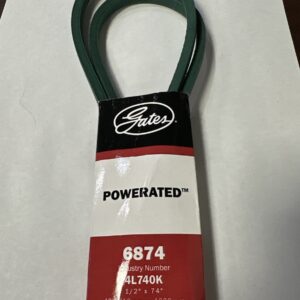 Gates
POWERATED™
6874
Industry Number
4L740K
1/2" x 74"